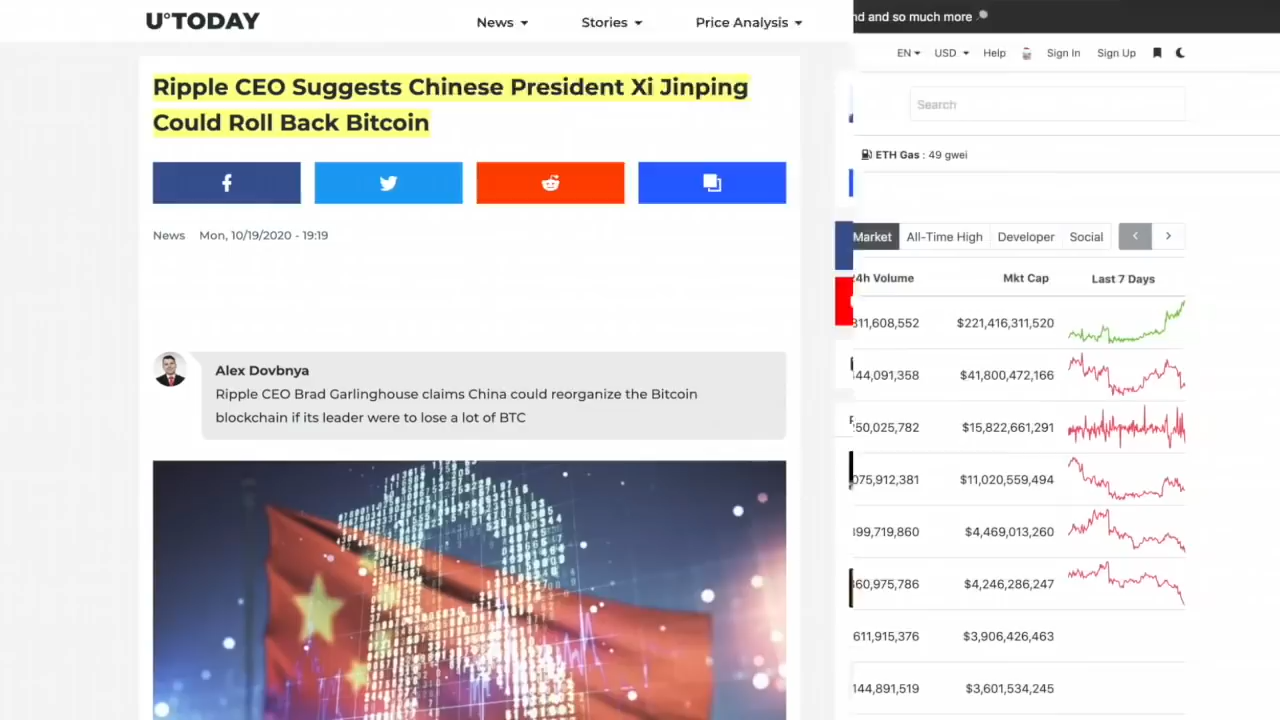 U°TODAY
News
Stories
Price Analysis
Ripple CEO Suggests Chinese President Xi Jinping
Could Roll Back Bitcoin
News Mon, 10/19/2020 - 19:19
Alex Dovbnya
Ripple CEO Brad Garlinghouse claims China could reorganize the Bitcoin
blockchain if its leader were to lose a lot of BTC
nd and so much more
EN USD Help Sign In Sign Up
Search
ETH Gas : 49 gwei
Market All-Time High Developer Social < >
4h Volume Mkt Cap Last 7 Days
311,608,552 $221,416,311,520
44,091,358 $41,800,472,166
50,025,782 $15,822,661,291
075,912,381 $11,020,559,494
399,719,860 $4,469,013,260
60,975,786 $4,246,286,247
611,915,376 $3,906,426,463
144,891,519 $3,601,534,245